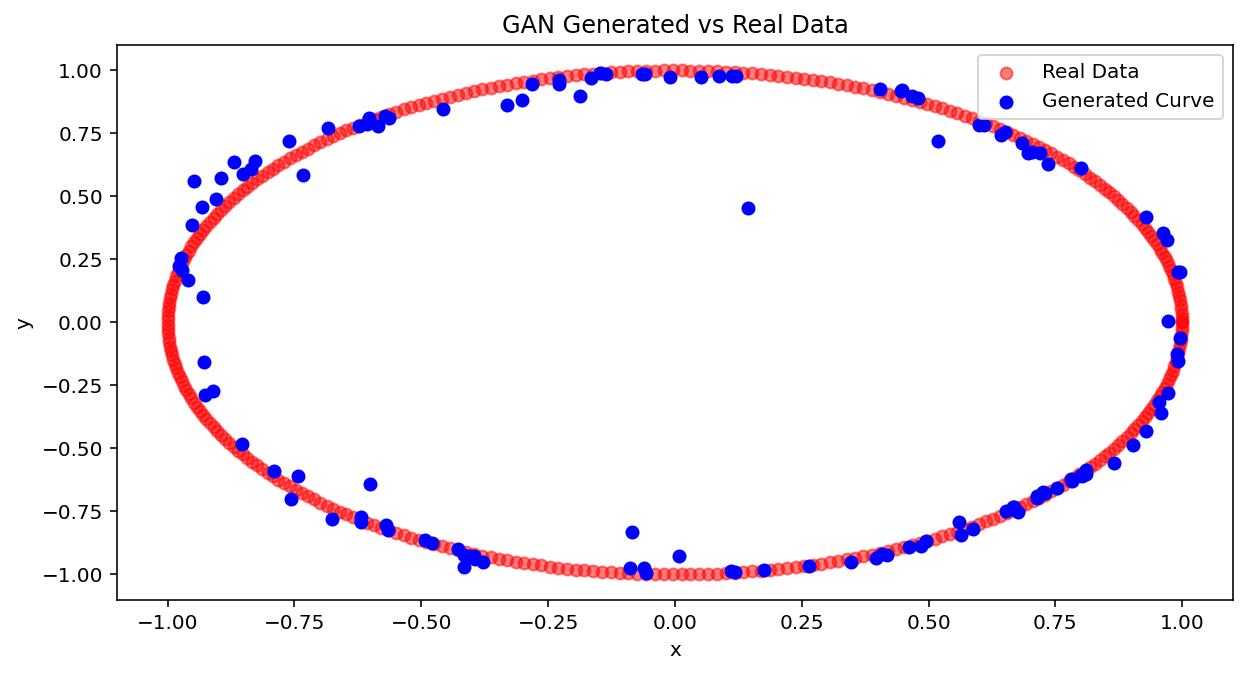 GAN Generated vs Real Data
Real Data
Generated Curve
1.00
0.75
0.50
0.25
0.00
−0.25
−0.50
−0.75
−1.00
y
−1.00 −0.75 −0.50 −0.25 0.00 0.25 0.50 0.75 1.00
x